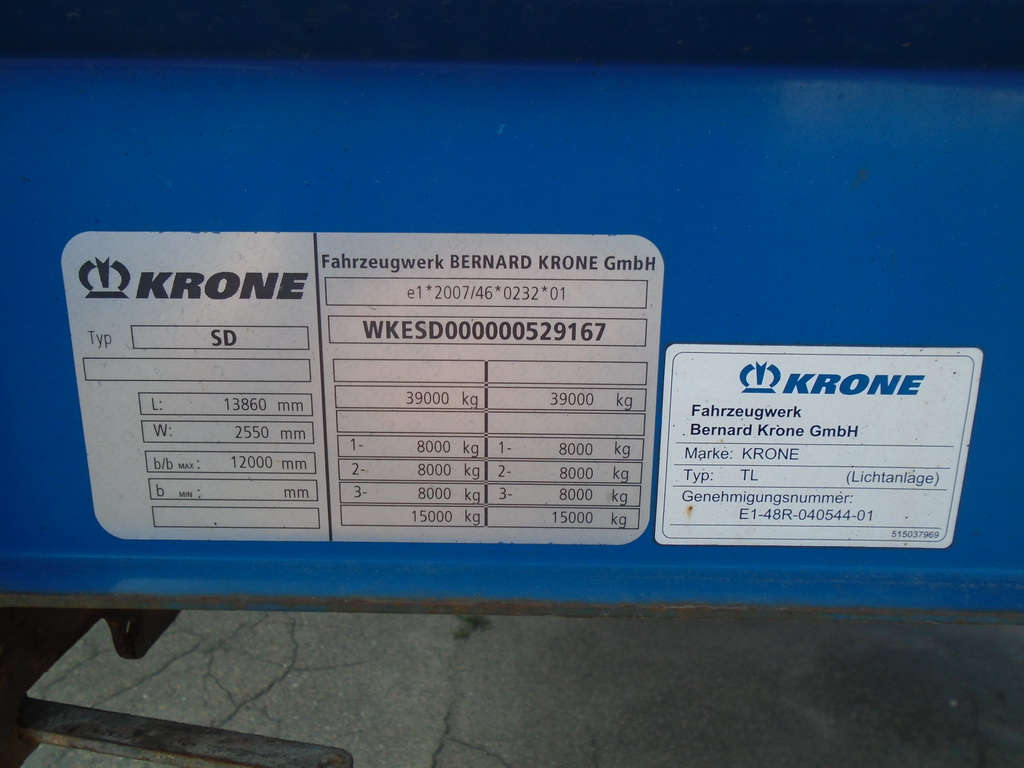 KRONE
Typ SD
L: 13860 mm
W: 2550 mm
b/b MAX: 12000 mm
b MIN: mm
Fahrzeugwerk BERNARD KRONE GmbH
e1*2007/46*0232*01
WKESD000000529167
39000 kg 39000 kg
1- 8000 kg 1- 8000 kg
2- 8000 kg 2- 8000 kg
3- 8000 kg 3- 8000 kg
15000 kg 15000 kg
KRONE
Fahrzeugwerk
Bernard Krone GmbH
Marke: KRONE
Typ: TL (Lichtanlage)
Genehmigungsnummer:
E1-48R-040544-01
515037969